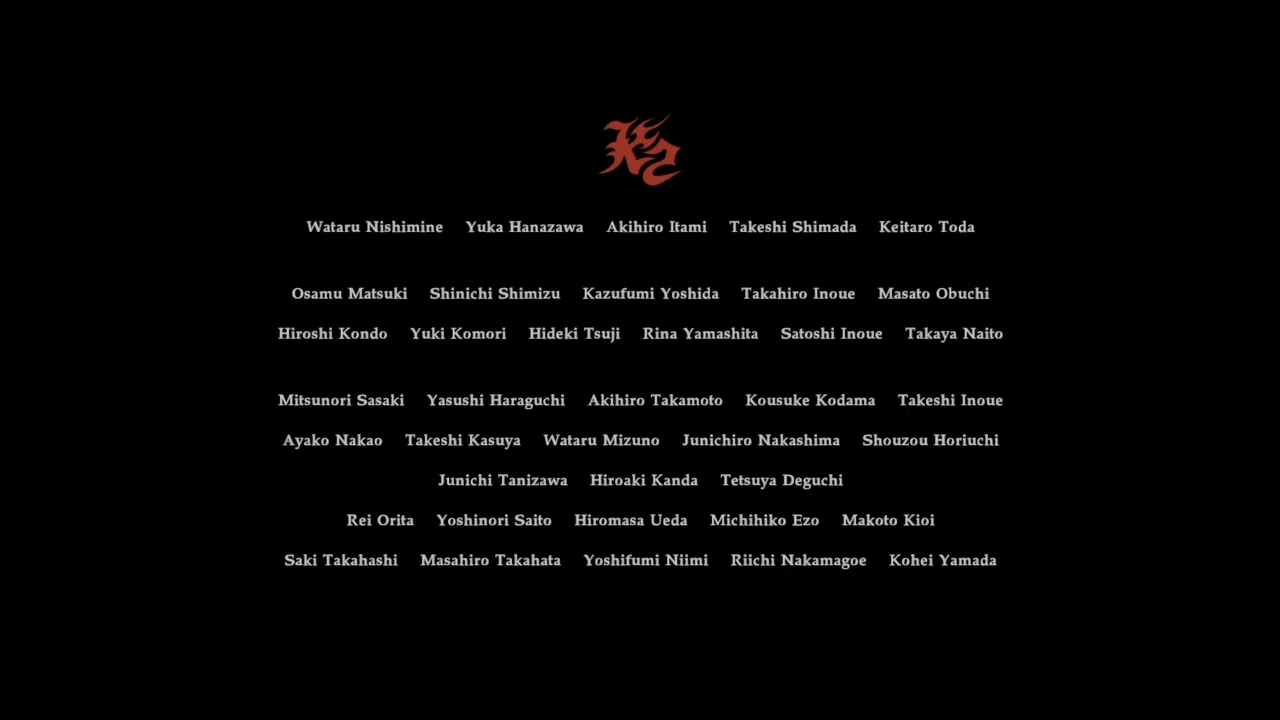 K2
Wataru Nishimine Yuka Hanazawa Akihiro Itami Takeshi Shimada Keitaro Toda
Osamu Matsuki Shinichi Shimizu Kazufumi Yoshida Takahiro Inoue Masato Obuchi
Hiroshi Kondo Yuki Komori Hideki Tsuji Rina Yamashita Satoshi Inoue Takaya Naito
Mitsunori Sasaki Yasushi Haraguchi Akihiro Takamoto Kousuke Kodama Takeshi Inoue
Ayako Nakao Takeshi Kasuya Wataru Mizuno Junichiro Nakashima Shouzou Horiuchi
Junichi Tanizawa Hiroaki Kanda Tetsuya Deguchi
Rei Orita Yoshinori Saito Hiromasa Ueda Michihiko Ezo Makoto Kioi
Saki Takahashi Masahiro Takahata Yoshifumi Niimi Riichi Nakamagoe Kohei Yamada